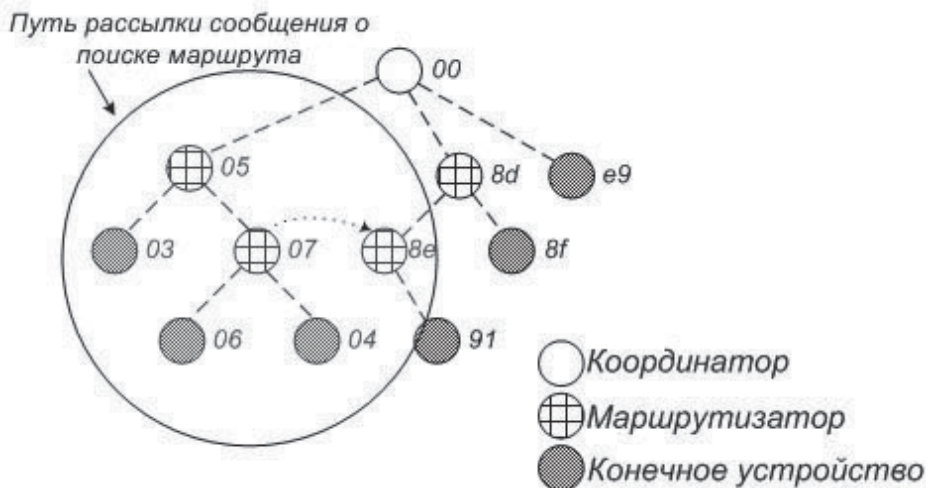 Путь рассылки сообщения о
поиске маршрута
00
05
8d
e9
03
07
8e
8f
06
04
91
Координатор
Маршрутизатор
Конечное устройство